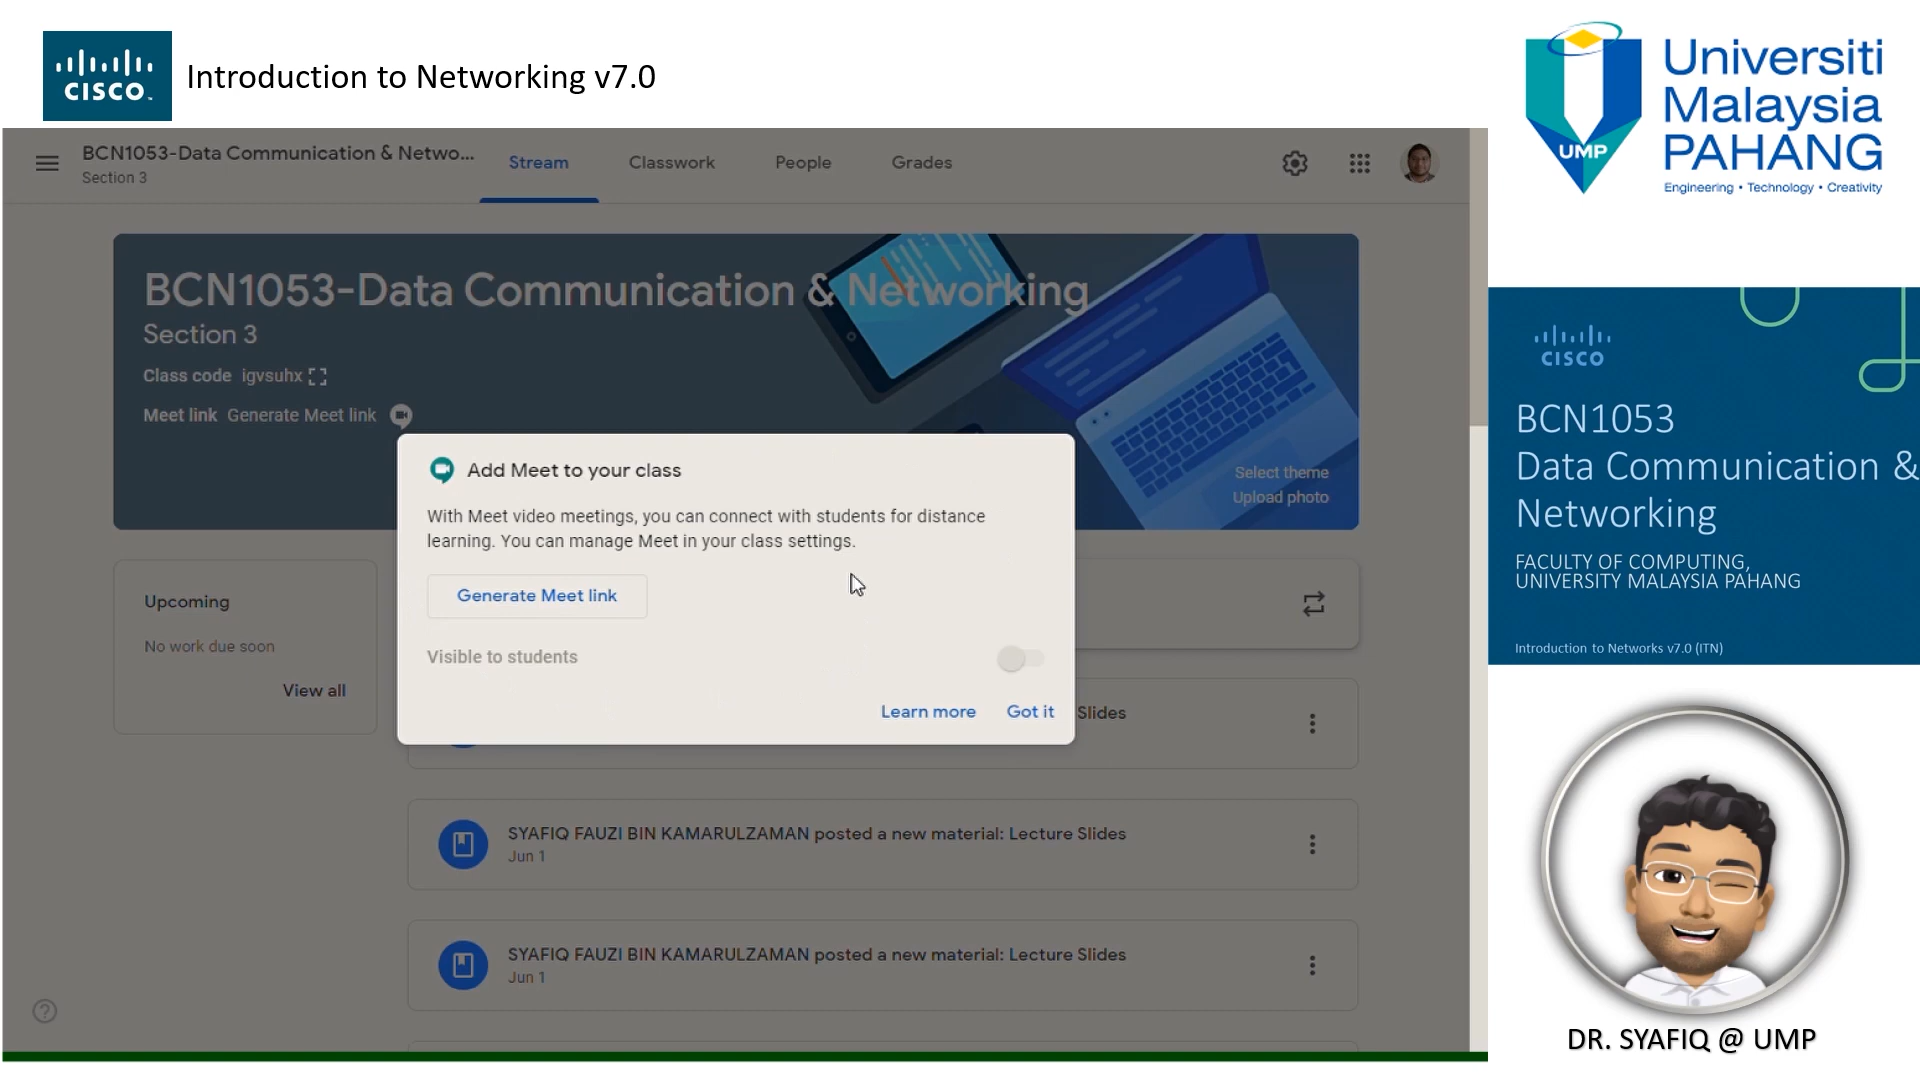 CISCO
Introduction to Networking v7.0
BCN1053-Data Communication & Netwo...
Section 3
Stream
Classwork
People
Grades
BCN1053-Data Communication & Networking
Section 3
Class code igvsuhx
Meet link Generate Meet link
Select theme
Upload photo
Add Meet to your class
With Meet video meetings, you can connect with students for distance
learning. You can manage Meet in your class settings.
Generate Meet link
Visible to students
Learn more
Got it
Upcoming
No work due soon
View all
Slides
SYAFIQ FAUZI BIN KAMARULZAMAN posted a new material: Lecture Slides
Jun 1
SYAFIQ FAUZI BIN KAMARULZAMAN posted a new material: Lecture Slides
Jun 1
UMP
Universiti
Malaysia
PAHANG
Engineering • Technology • Creativity
CISCO
BCN1053
Data Communication &
Networking
FACULTY OF COMPUTING,
UNIVERSITY MALAYSIA PAHANG
Introduction to Networks v7.0 (ITN)
DR. SYAFIQ @ UMP